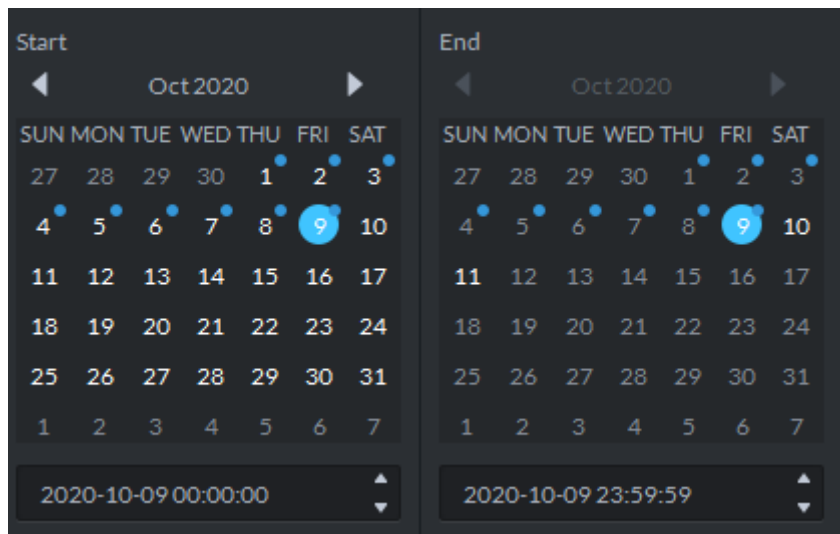 Start
Oct 2020
SUN MON TUE WED THU FRI SAT
27 28 29 30 1 2 3
4 5 6 7 8 9 10
11 12 13 14 15 16 17
18 19 20 21 22 23 24
25 26 27 28 29 30 31
1 2 3 4 5 6 7
2020-10-09 00:00:00
End
Oct 2020
SUN MON TUE WED THU FRI SAT
27 28 29 30 1 2 3
4 5 6 7 8 9 10
11 12 13 14 15 16 17
18 19 20 21 22 23 24
25 26 27 28 29 30 31
1 2 3 4 5 6 7
2020-10-09 23:59:59